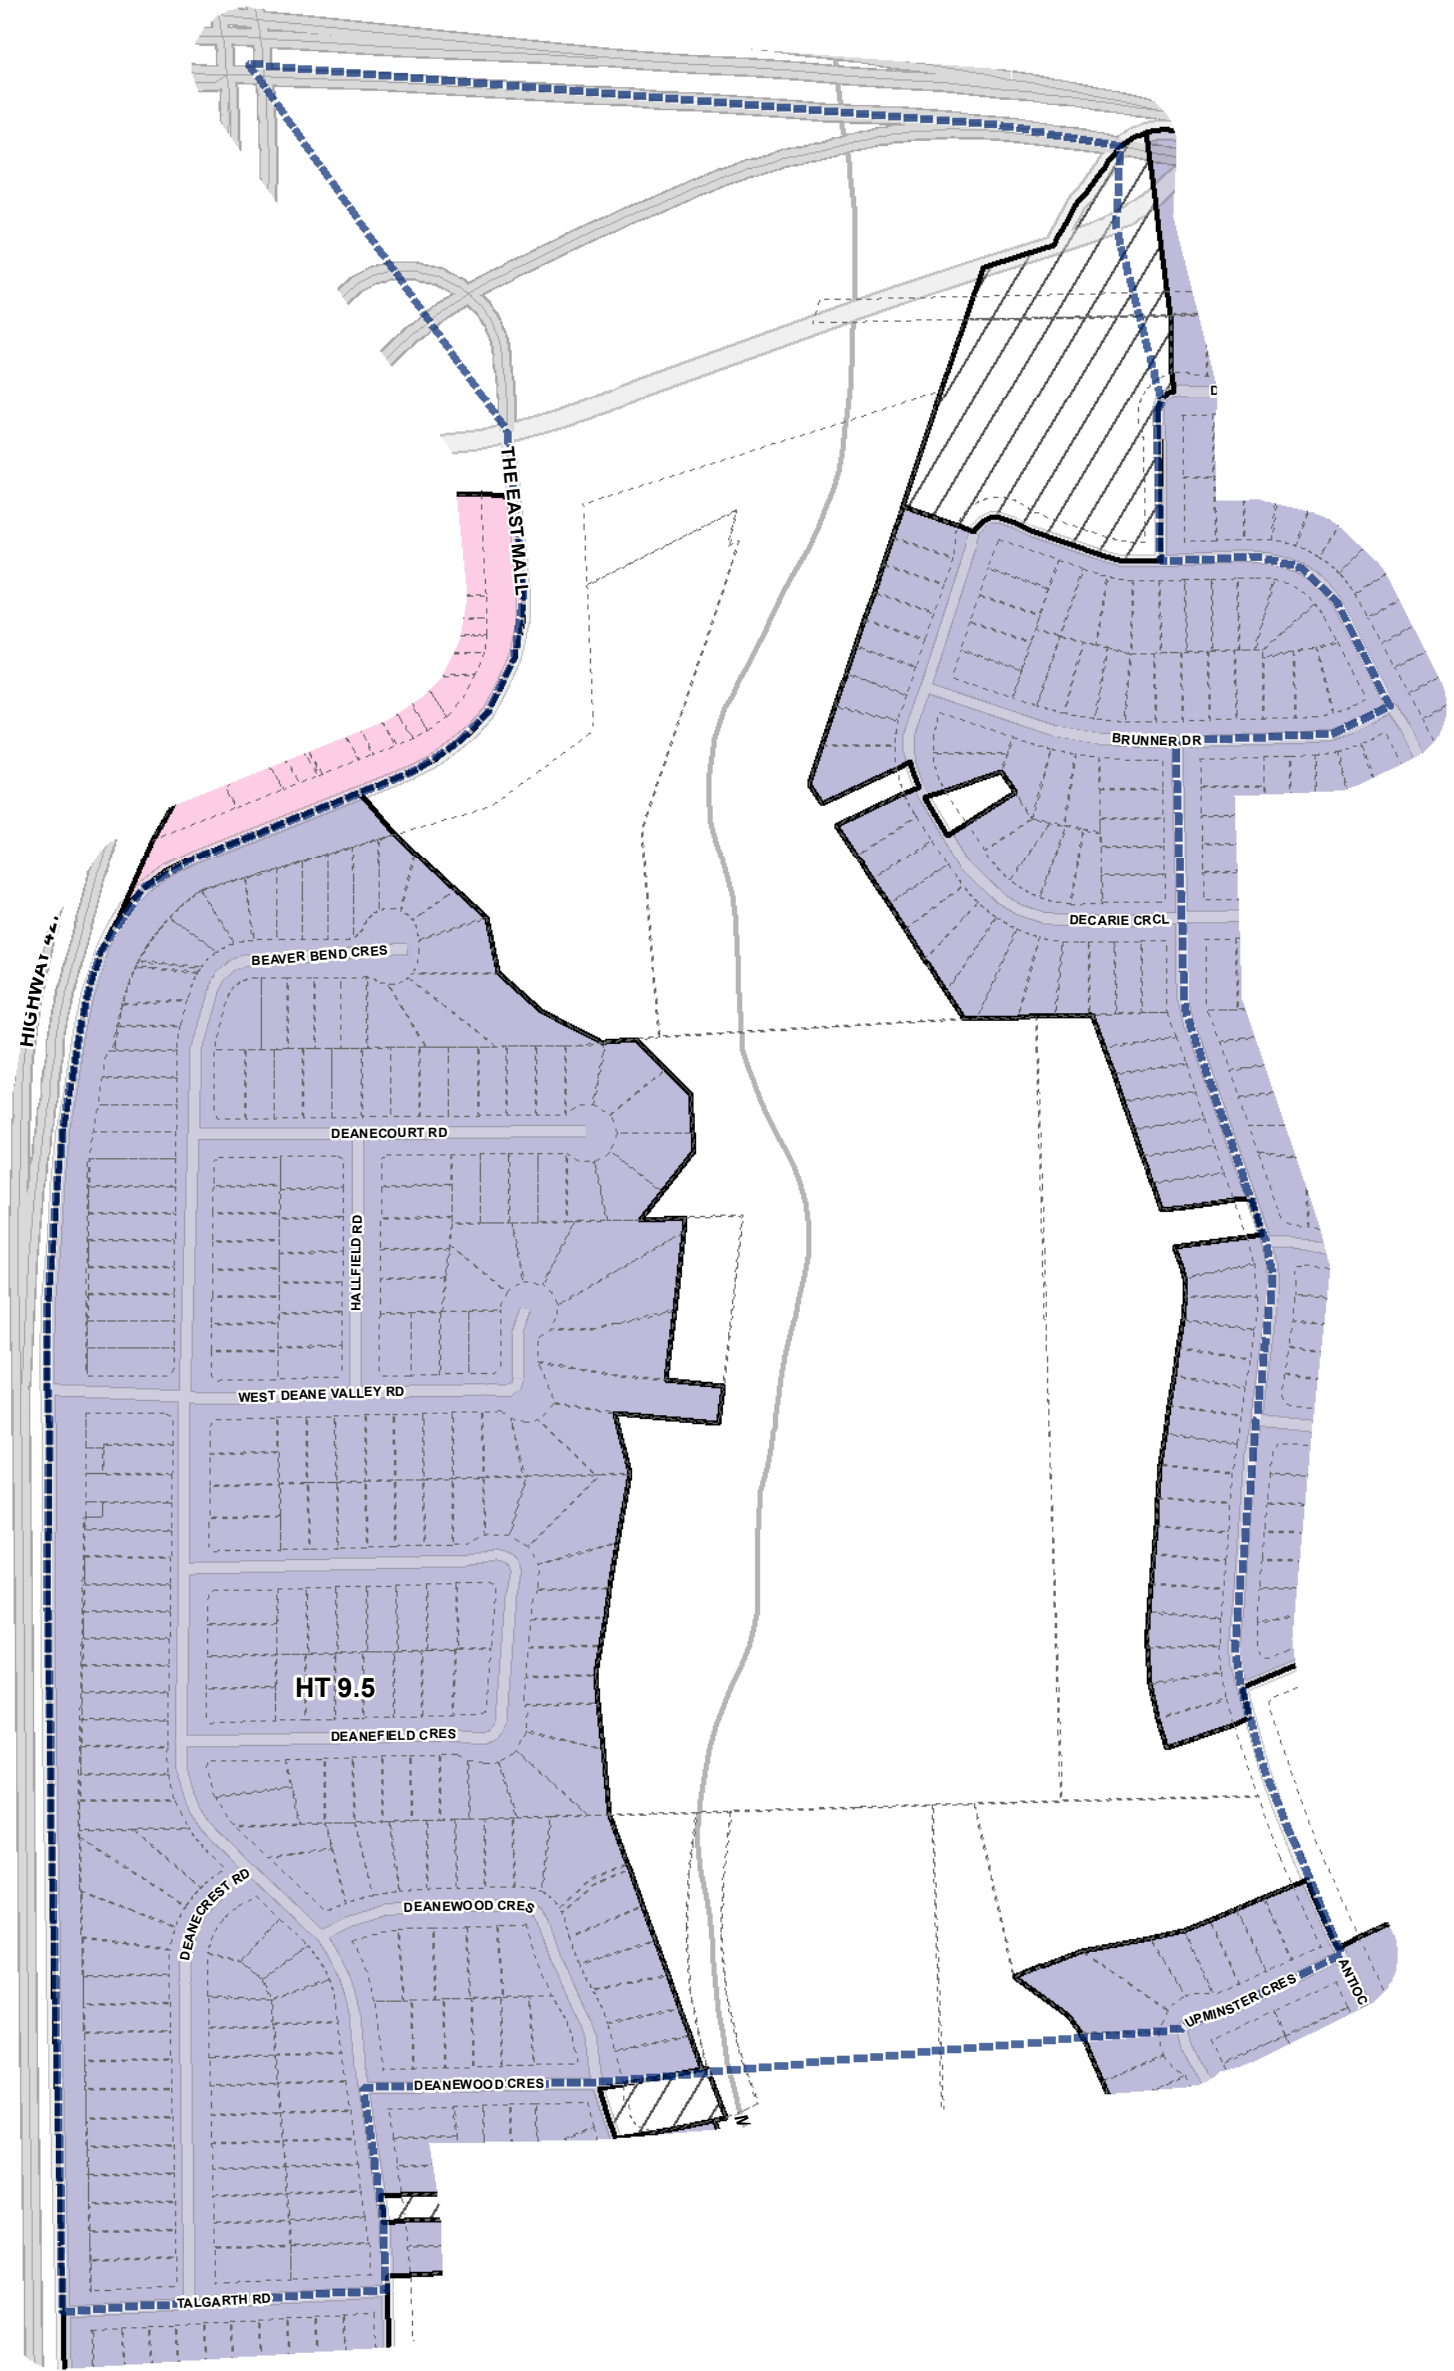 D
THE EAST MALL
BRUNNER DR
DECARIE CRCL
HIGHWAY 427
BEAVER BEND CRES
DEANECOURT RD
HALLFIELD RD
WEST DEANE VALLEY RD
HT 9.5
DEANEFIELD CRES
DEANECREST RD
DEANEWOOD CRES
UPMINSTER CRES
ANTIOC
DEANEWOOD CRES
TALGARTH RD